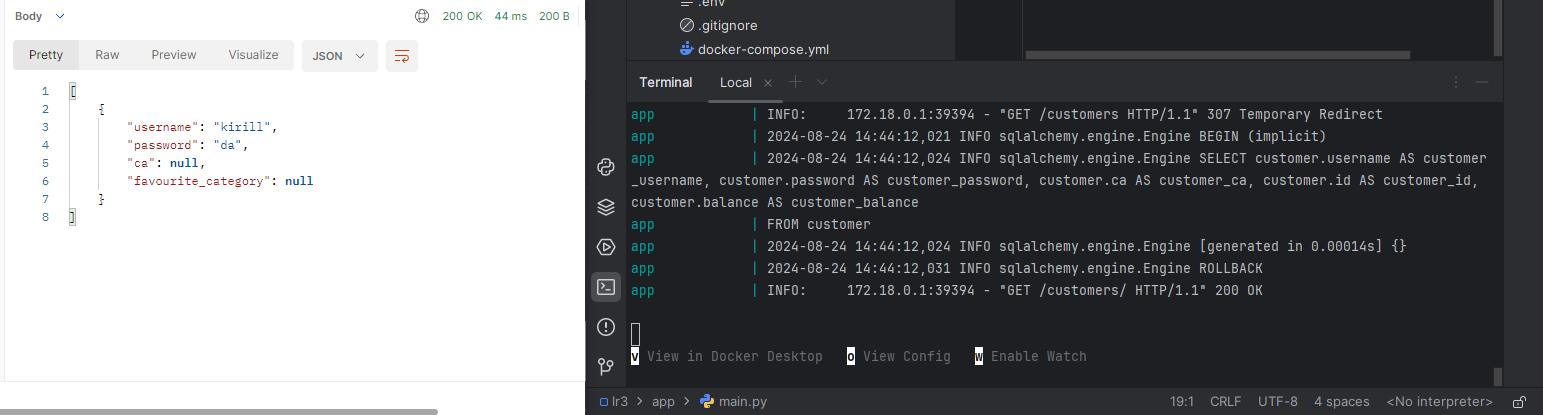 Body
200 OK 44 ms 200 B
Pretty Raw Preview Visualize JSON
1 [
2 {
3 "username": "kirill",
4 "password": "da",
5 "ca": null,
6 "favourite_category": null
7 }
8 ]
.env
.gitignore
docker-compose.yml
Terminal Local
app | INFO: 172.18.0.1:39394 - "GET /customers HTTP/1.1" 307 Temporary Redirect
app | 2024-08-24 14:44:12,021 INFO sqlalchemy.engine.Engine BEGIN (implicit)
app | 2024-08-24 14:44:12,024 INFO sqlalchemy.engine.Engine SELECT customer.username AS customer
_username, customer.password AS customer_password, customer.ca AS customer_ca, customer.id AS customer_id,
customer.balance AS customer_balance
app | FROM customer
app | 2024-08-24 14:44:12,024 INFO sqlalchemy.engine.Engine [generated in 0.00014s] {}
app | 2024-08-24 14:44:12,031 INFO sqlalchemy.engine.Engine ROLLBACK
app | INFO: 172.18.0.1:39394 - "GET /customers/ HTTP/1.1" 200 OK
v View in Docker Desktop o View Config w Enable Watch
lr3 > app > main.py 19:1 CRLF UTF-8 4 spaces <No interpreter>